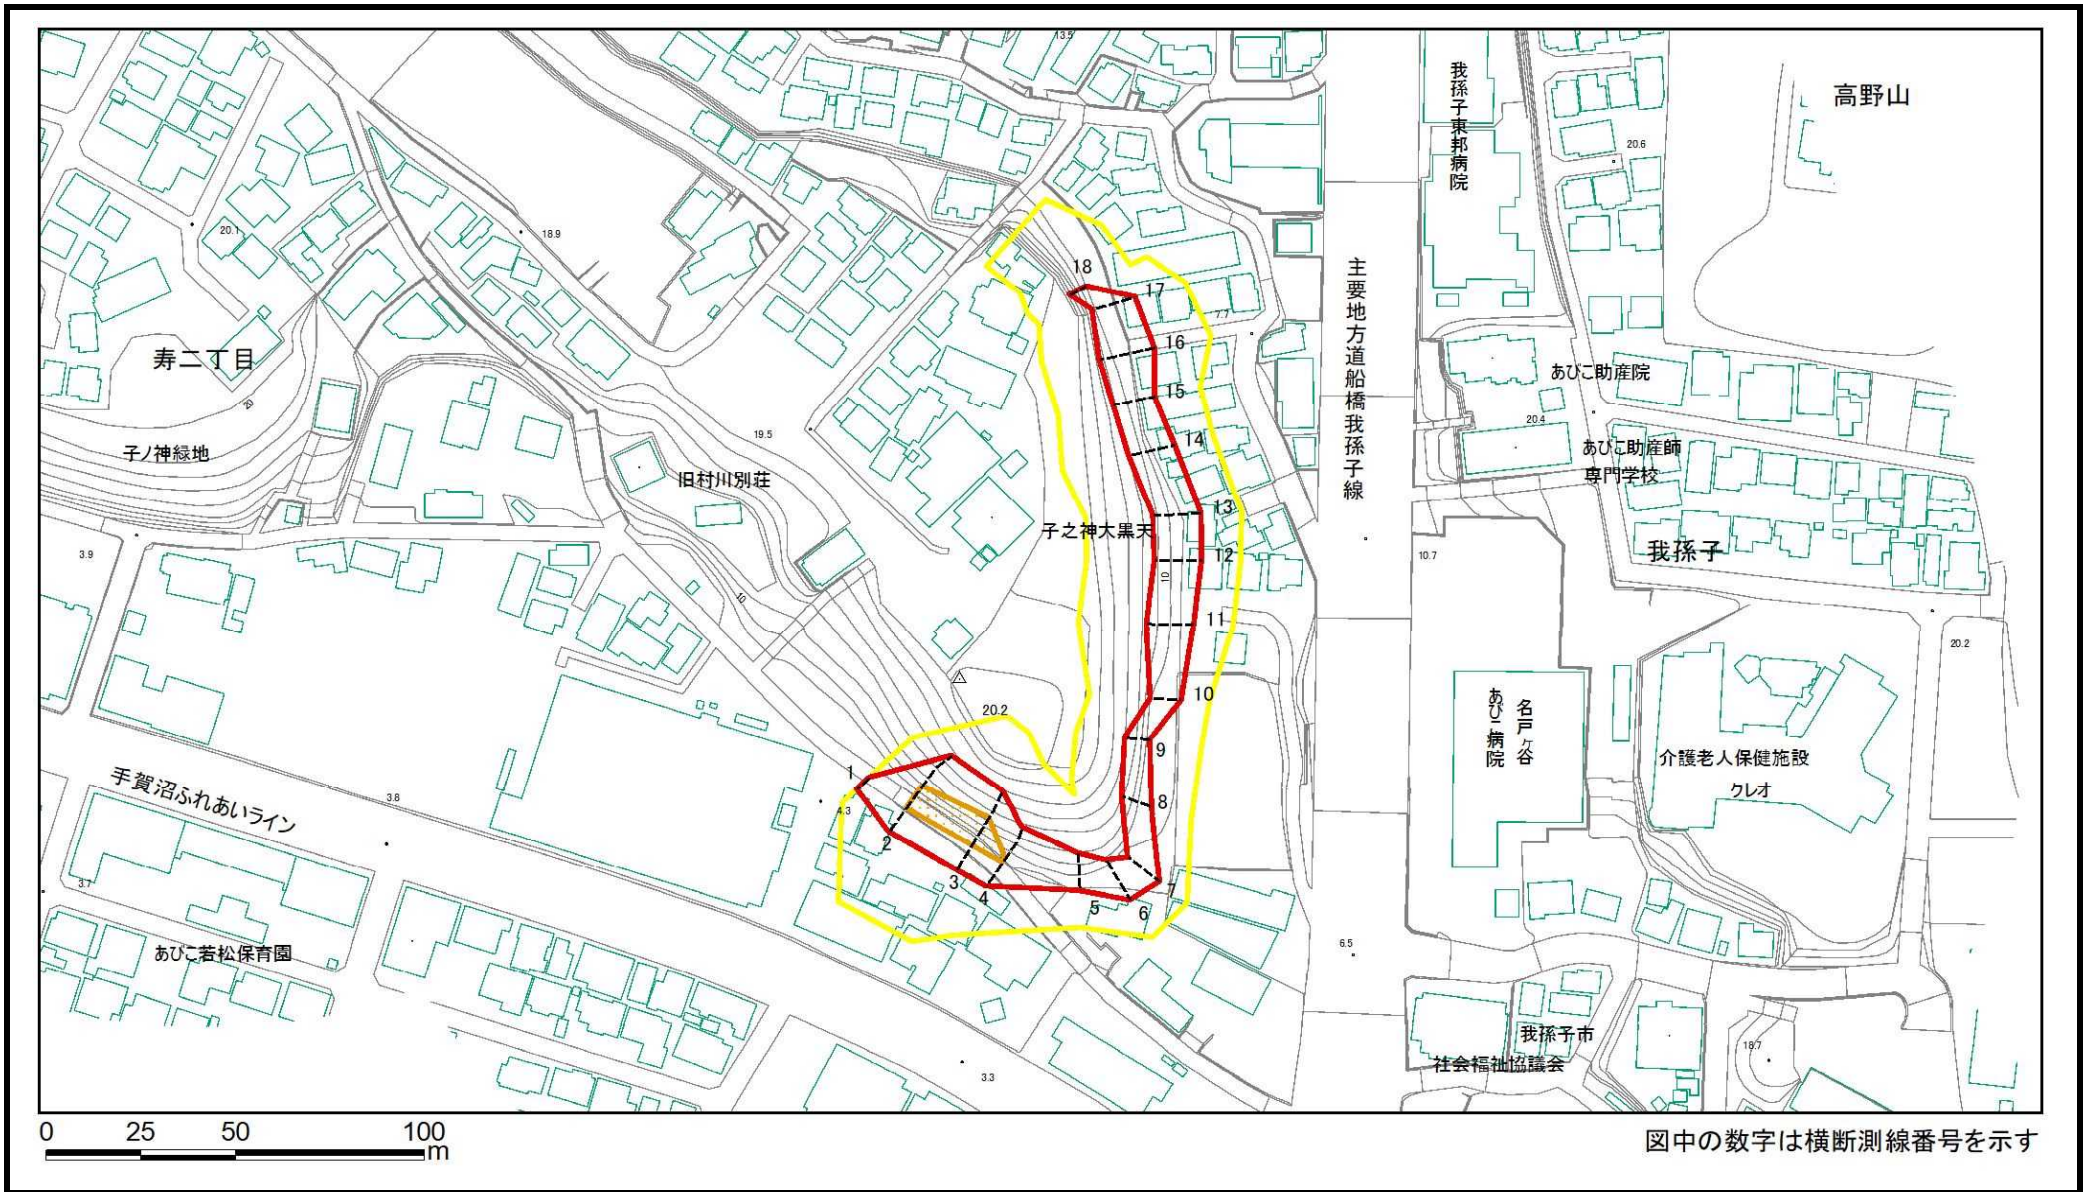 13.5
我孫子東邦病院
高野山
20.6
20.1
18.9
18
17
7.7
16
主要地方道船橋我孫子線
寿二丁目
あびこ助産院
15
20
20.4
19.5
14
子ノ神緑地
あびこ助産師
専門学校
旧村川別荘
13
子之神大黒天
3.9
12
10.7
我孫子
10
10
11
20.2
10
20.2
名戸ヶ谷
あびこ病院
9
介護老人保健施設
クレオ
1
手賀沼ふれあいライン
3.8
4.3
8
2
3.7
3
4
7
5
6
6.5
あびこ若松保育園
我孫子市
社会福祉協議会
18.7
3.3
0 25 50 100
m
図中の数字は横断測線番号を示す